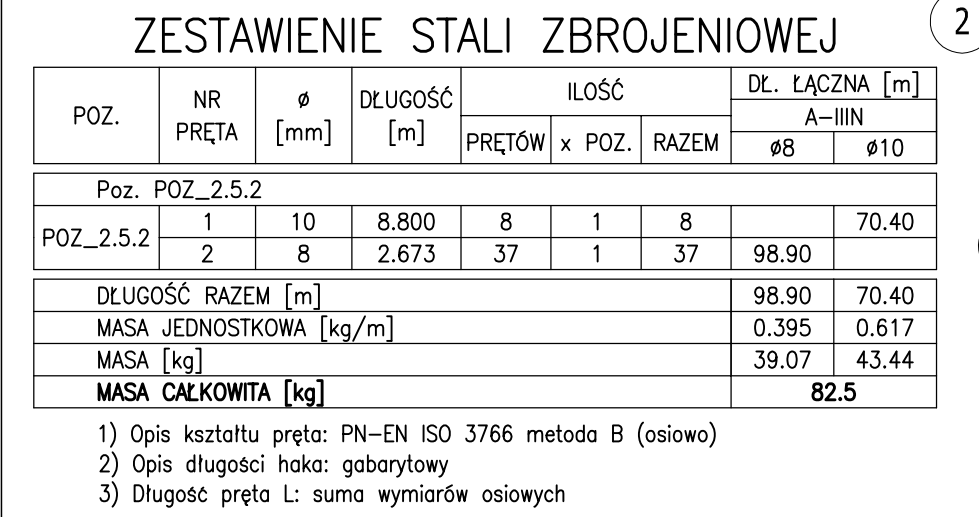 ZESTAWIENIE STALI ZBROJENIOWEJ
2
POZ. NR PRĘTA ø [mm] DŁUGOŚĆ [m] ILOŚĆ DŁ. ŁĄCZNA [m]
A-IIIN
PRĘTÓW x POZ. RAZEM ø8 ø10
Poz. POZ_2.5.2
POZ_2.5.2 1 10 8.800 8 1 8 70.40
2 8 2.673 37 1 37 98.90
DŁUGOŚĆ RAZEM [m] 98.90 70.40
MASA JEDNOSTKOWA [kg/m] 0.395 0.617
MASA [kg] 39.07 43.44
MASA CAŁKOWITA [kg] 82.5
1) Opis kształtu pręta: PN-EN ISO 3766 metoda B (osiowo)
2) Opis długości haka: gabarytowy
3) Długość pręta L: suma wymiarów osiowych